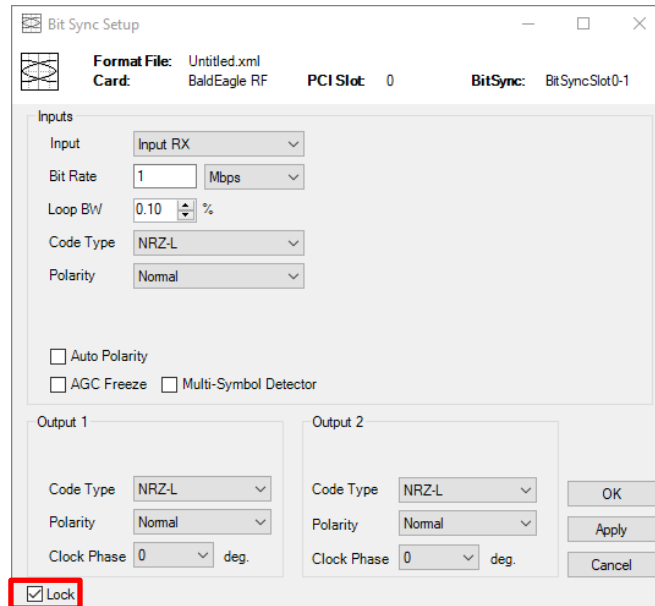 Bit Sync Setup
Format File: Untitled.xml
Card: BaldEagle RF PCI Slot: 0 BitSync: BitSyncSlot0-1
Inputs
Input Input RX
Bit Rate 1 Mbps
Loop BW 0.10 %
Code Type NRZ-L
Polarity Normal
Auto Polarity
AGC Freeze Multi-Symbol Detector
Output 1 Output 2
Code Type NRZ-L Code Type NRZ-L OK
Polarity Normal Polarity Normal Apply
Clock Phase 0 deg. Clock Phase 0 deg. Cancel
Lock